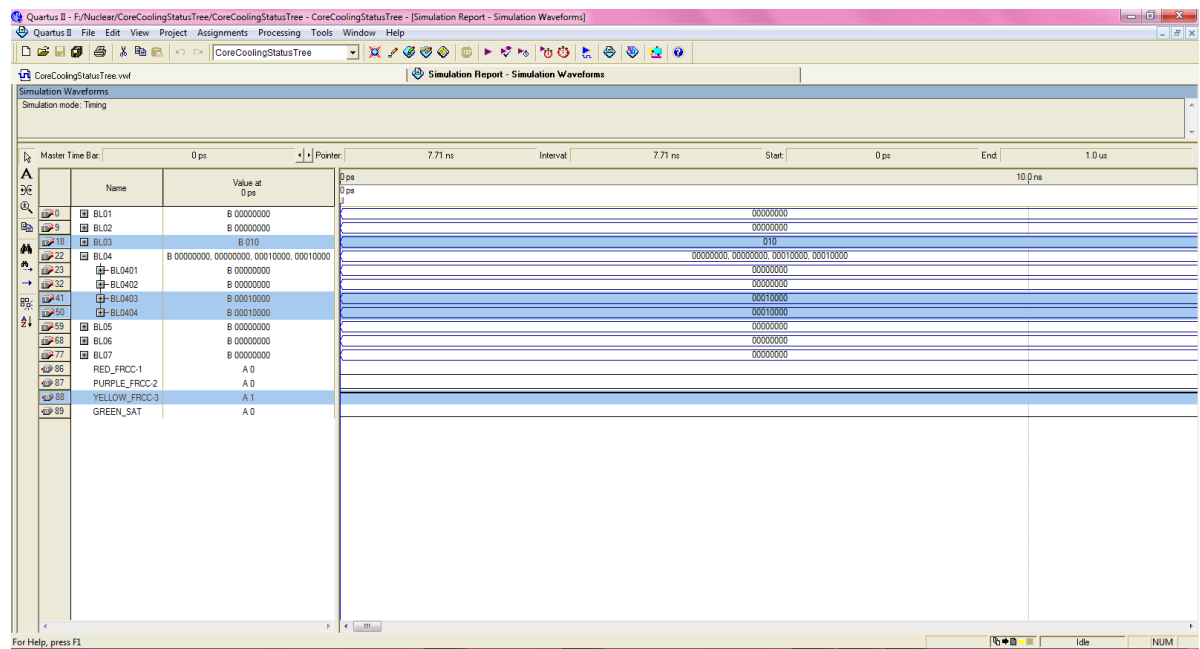 Quartus II - F:/Nuclear/CoreCoolingStatusTree/CoreCoolingStatusTree - CoreCoolingStatusTree - [Simulation Report - Simulation Waveforms]
Quartus II File Edit View Project Assignments Processing Tools Window Help
CoreCoolingStatusTree
CoreCoolingStatusTree.vwf Simulation Report - Simulation Waveforms
Simulation Waveforms
Simulation mode: Timing
Master Time Bar: 0 ps Pointer: 7.71 ns Interval: 7.71 ns Start: 0 ps End: 1.0 us
Name Value at 0 ps 0 ps 10.0 ns
0 ps
0 BL01 B 00000000 00000000
9 BL02 B 00000000 00000000
18 BL03 B 010 010
22 BL04 B 00000000, 00000000, 00010000, 00010000 00000000, 00000000, 00010000, 00010000
23 BL0401 B 00000000 00000000
32 BL0402 B 00000000 00000000
41 BL0403 B 00010000 00010000
50 BL0404 B 00010000 00010000
59 BL05 B 00000000 00000000
68 BL06 B 00000000 00000000
77 BL07 B 00000000 00000000
86 RED_FRCC-1 A 0
87 PURPLE_FRCC-2 A 0
88 YELLOW_FRCC-3 A 1
89 GREEN_SAT A 0
For Help, press F1 Idle NUM